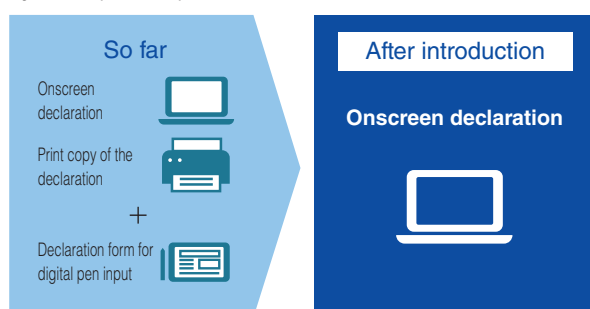 So far
Onscreen
declaration
Print copy of the
declaration
+
Declaration form for
digital pen input
After introduction
Onscreen declaration